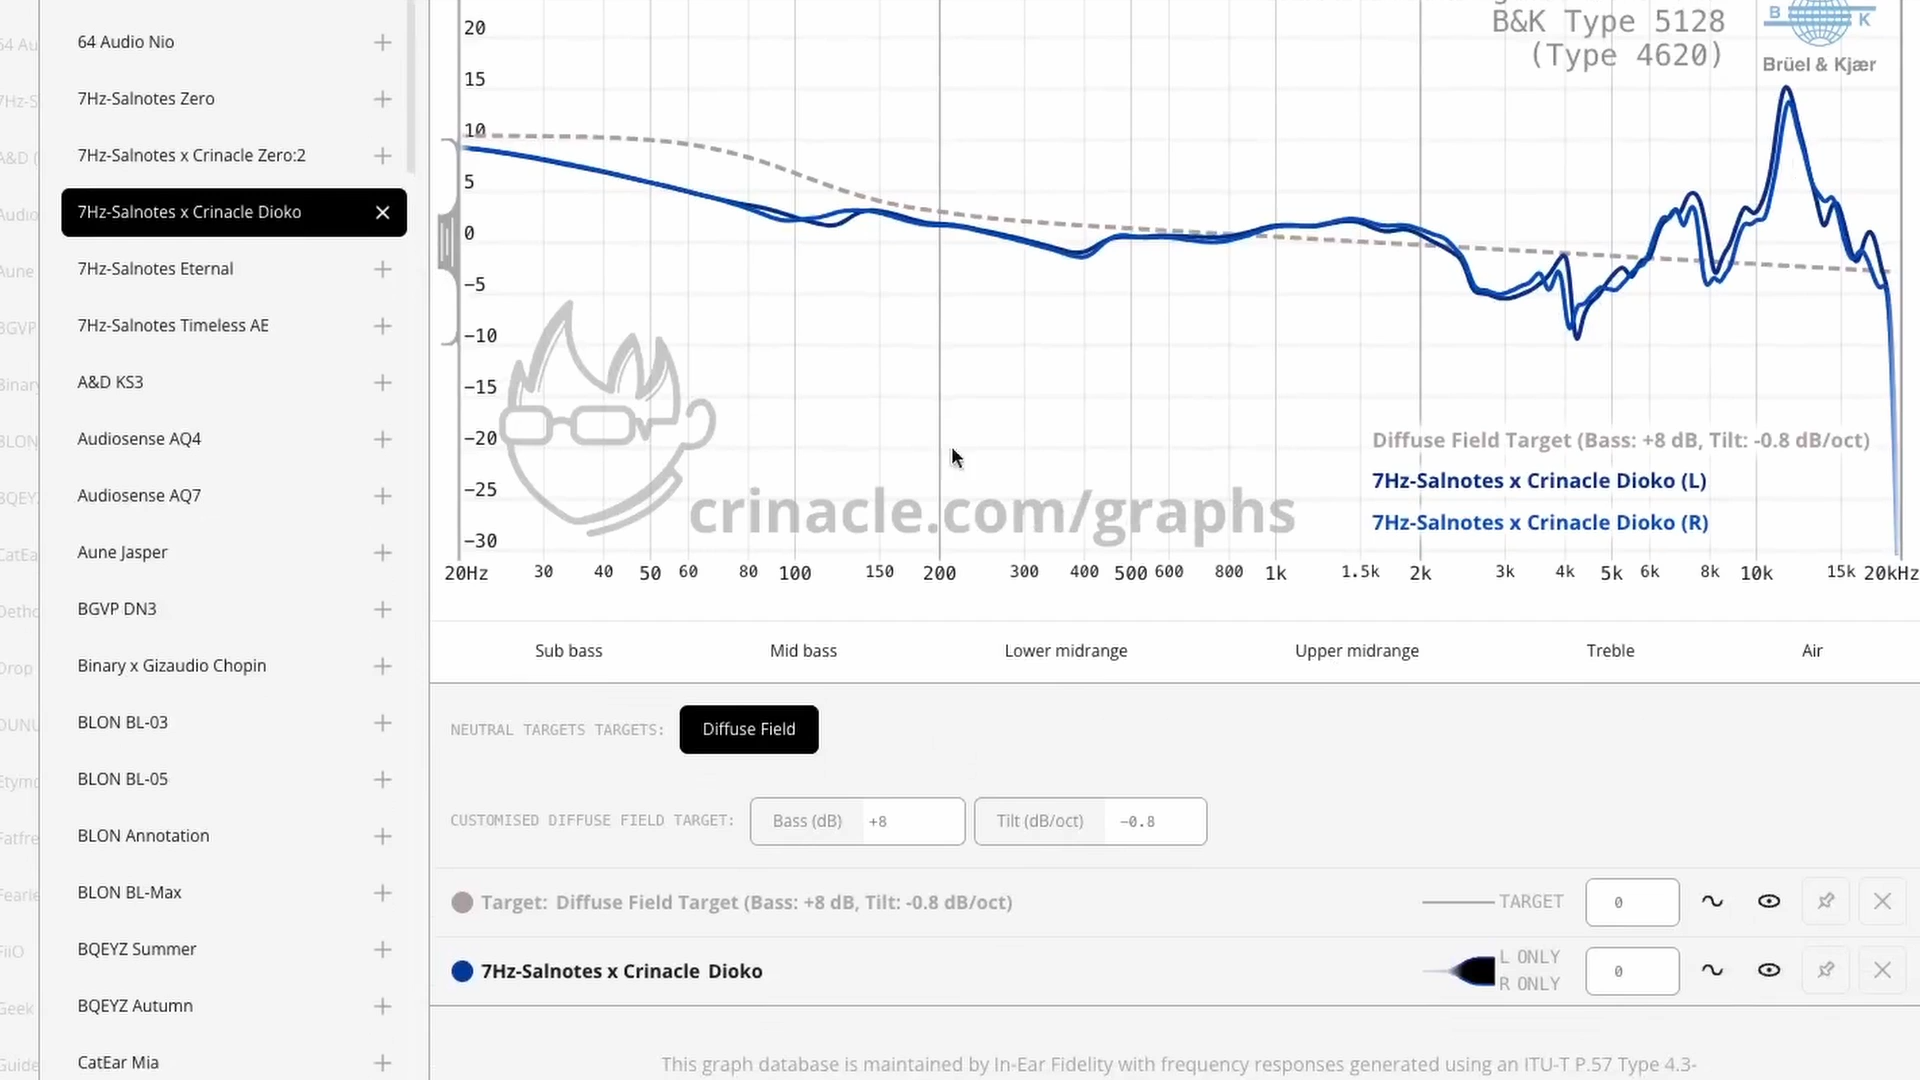 64 Audio Nio
7Hz-Salnotes Zero
7Hz-Salnotes x Crinacle Zero:2
7Hz-Salnotes x Crinacle Dioko
7Hz-Salnotes Eternal
7Hz-Salnotes Timeless AE
A&D KS3
Audiosense AQ4
Audiosense AQ7
Aune Jasper
BGVP DN3
Binary x Gizaudio Chopin
BLON BL-03
BLON BL-05
BLON Annotation
BLON BL-Max
BQEYZ Summer
BQEYZ Autumn
CatEar Mia
B&K Type 5128
(Type 4620)
B K
Brüel & Kjær
20
15
10
5
0
−5
−10
−15
−20
−25
−30
crinacle.com/graphs
Diffuse Field Target (Bass: +8 dB, Tilt: -0.8 dB/oct)
7Hz-Salnotes x Crinacle Dioko (L)
7Hz-Salnotes x Crinacle Dioko (R)
20Hz 30 40 50 60 80 100 150 200 300 400 500 600 800 1k 1.5k 2k 3k 4k 5k 6k 8k 10k 15k 20kHz
Sub bass Mid bass Lower midrange Upper midrange Treble Air
NEUTRAL TARGETS TARGETS: Diffuse Field
CUSTOMISED DIFFUSE FIELD TARGET: Bass (dB) +8 Tilt (dB/oct) −0.8
Target: Diffuse Field Target (Bass: +8 dB, Tilt: -0.8 dB/oct) TARGET 0
7Hz-Salnotes x Crinacle Dioko L ONLY R ONLY 0
This graph database is maintained by In-Ear Fidelity with frequency responses generated using an ITU-T P.57 Type 4.3-